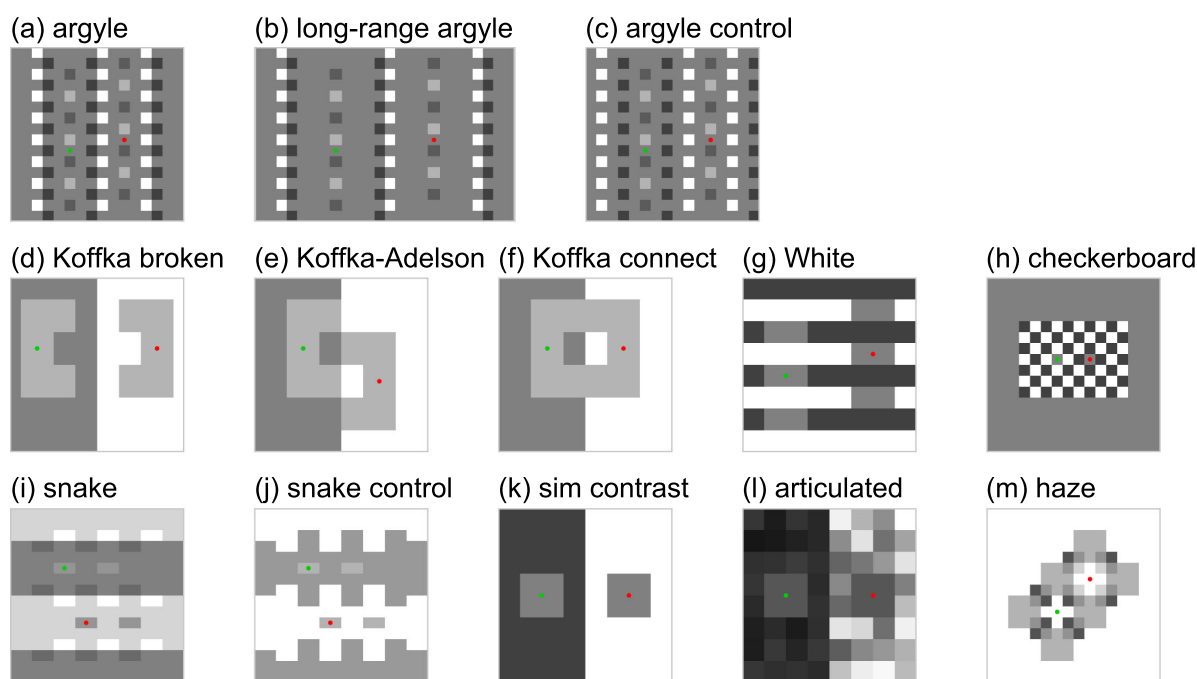 (a) argyle
(b) long-range argyle
(c) argyle control
(d) Koffka broken
(e) Koffka-Adelson
(f) Koffka connect
(g) White
(h) checkerboard
(i) snake
(j) snake control
(k) sim contrast
(l) articulated
(m) haze